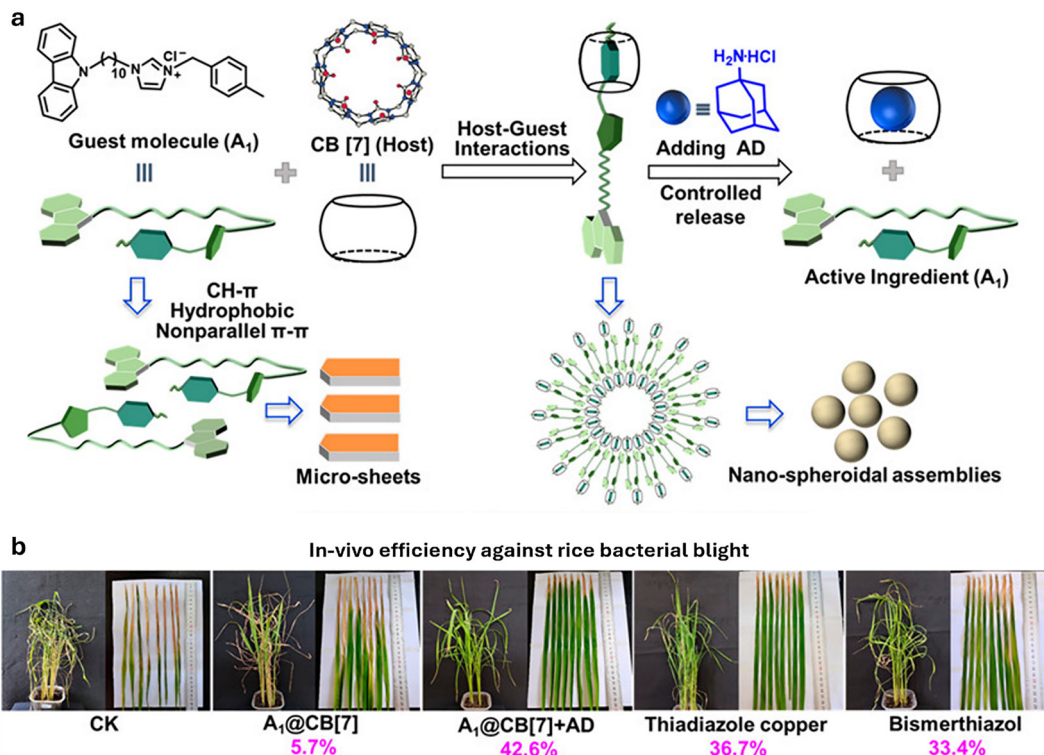 a
N
10
N
N
+
Cl⁻
Guest molecule (A₁)
CB [7] (Host)
Host-Guest
Interactions
H₂N·HCl
Adding AD
Controlled
release
Active Ingredient (A₁)
CH-π
Hydrophobic
Nonparallel π-π
Micro-sheets
Nano-spheroidal assemblies
b
In-vivo efficiency against rice bacterial blight
CK
A₁@CB[7]
5.7%
A₁@CB[7]+AD
42.6%
Thiadiazole copper
36.7%
Bismerthiazol
33.4%